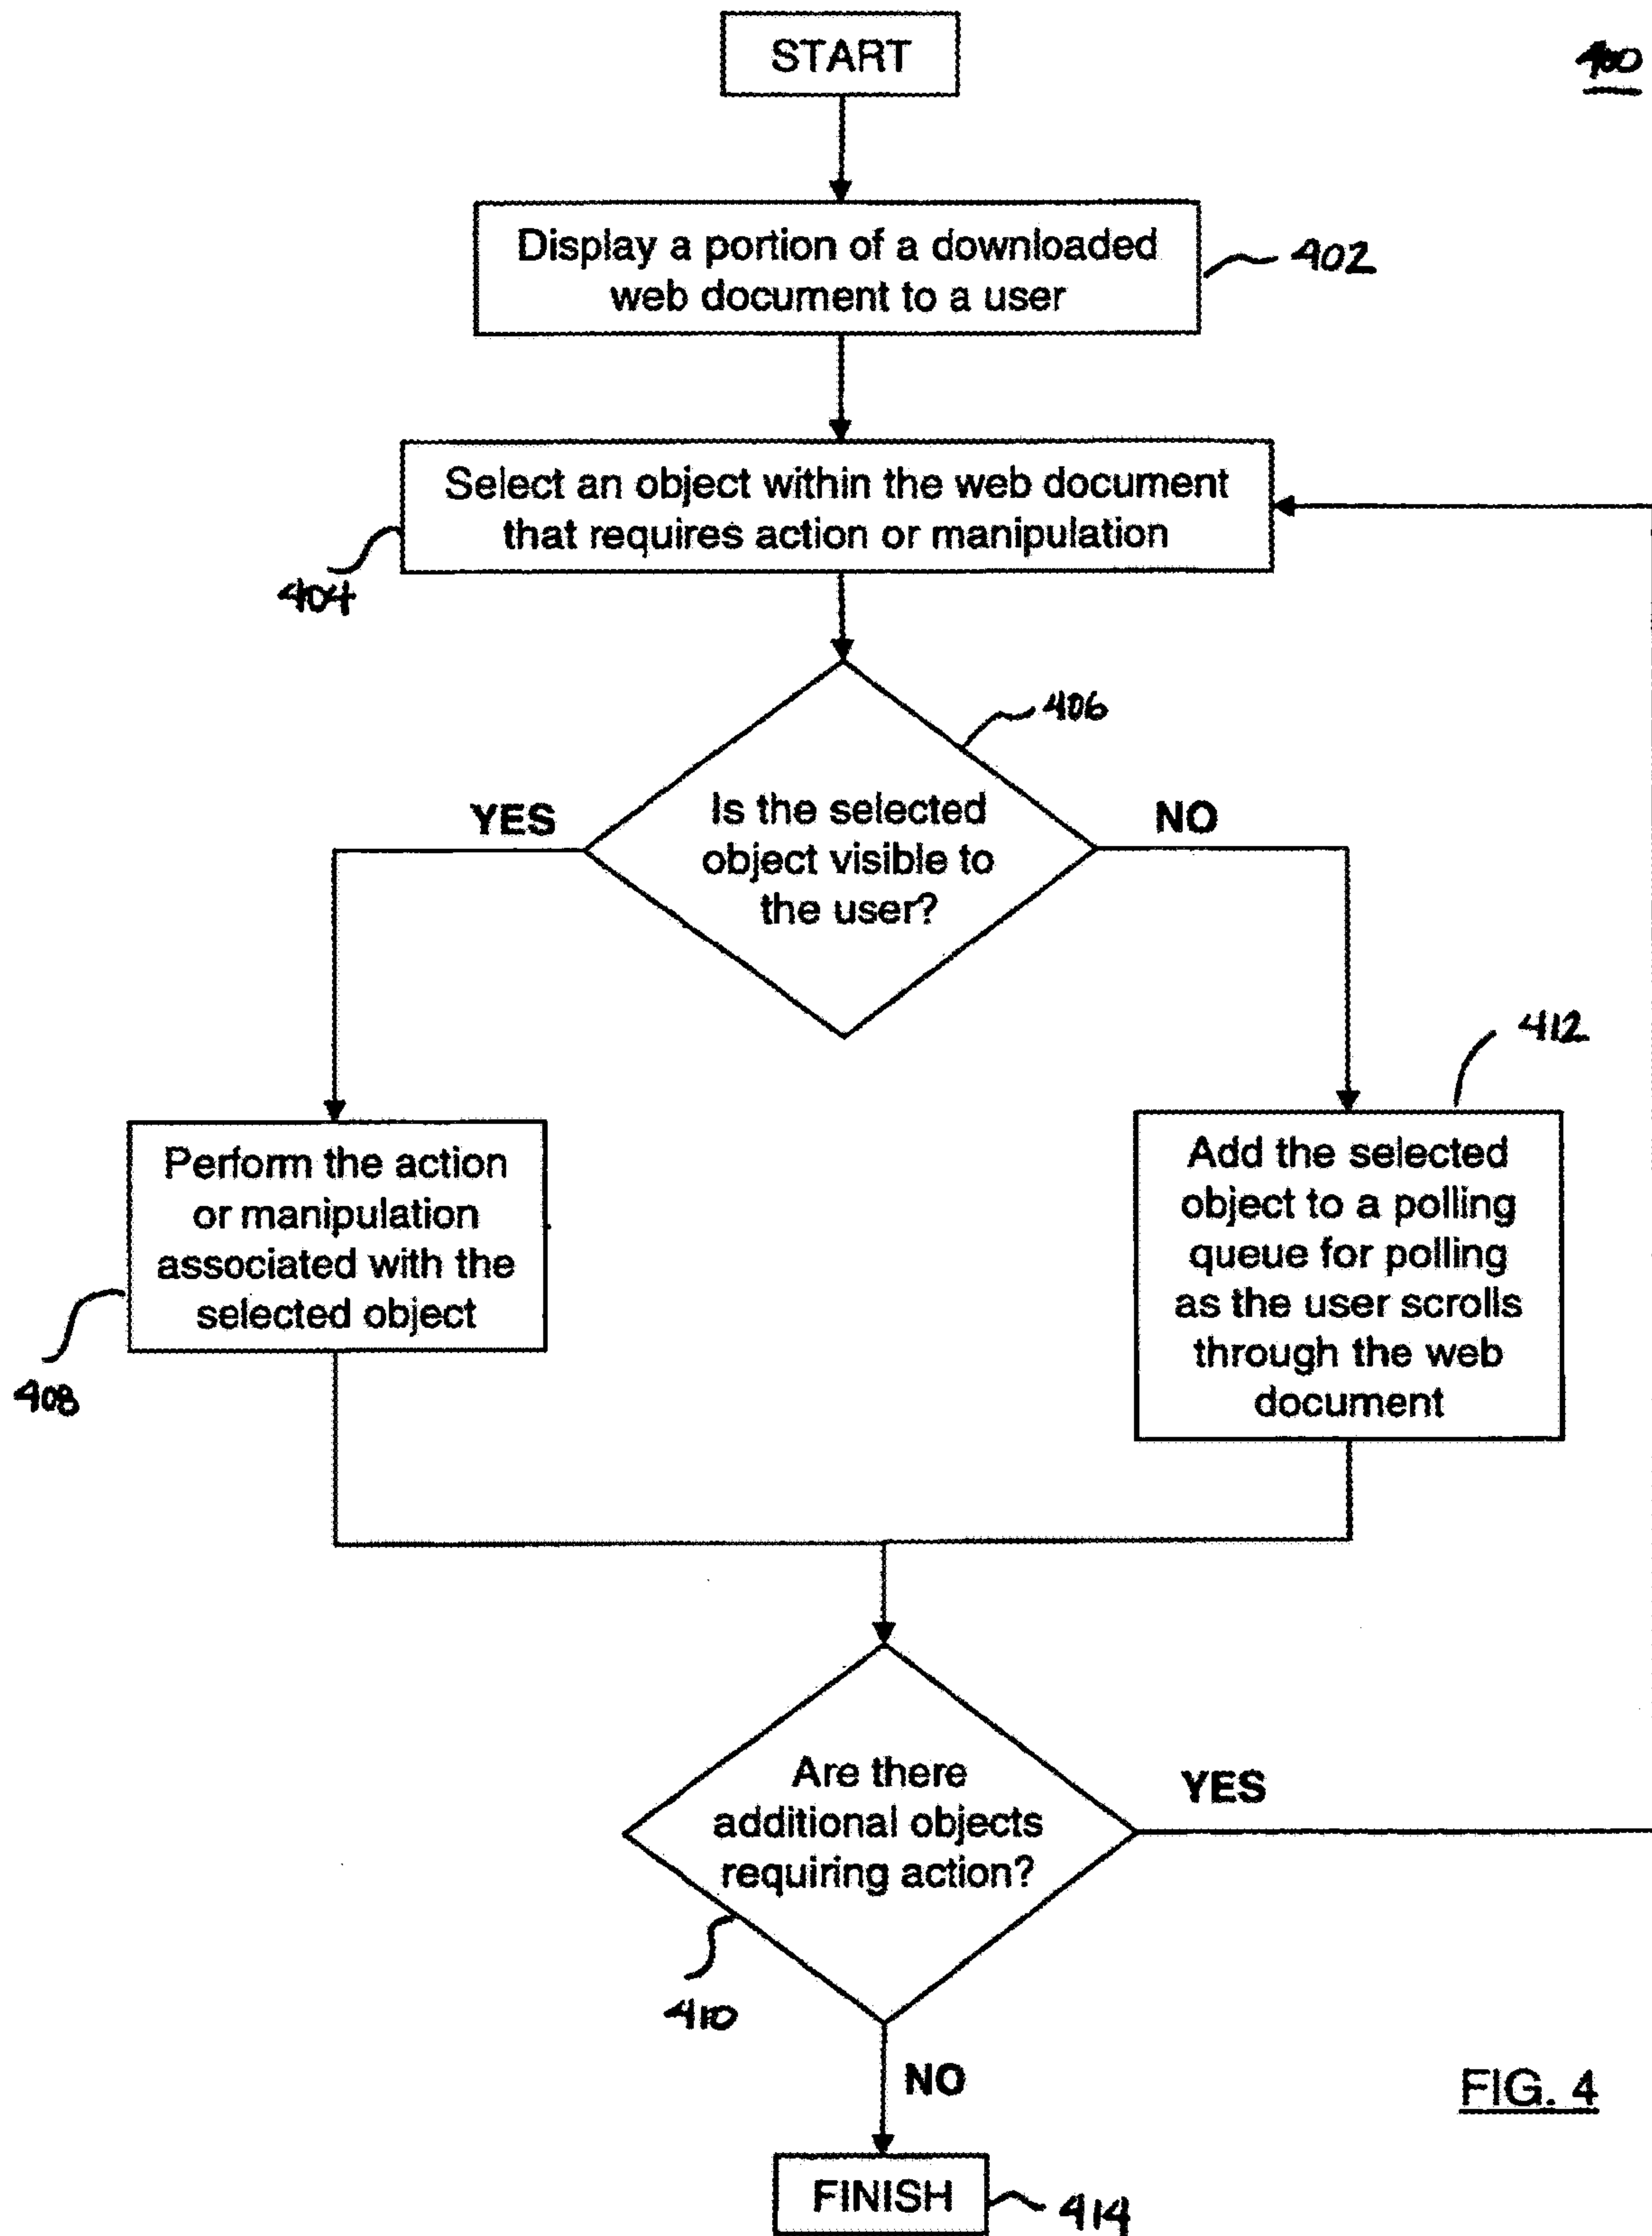 START
400
Display a portion of a downloaded
web document to a user
402
Select an object within the web document
that requires action or manipulation
404
406
Is the selected
object visible to
the user?
YES
NO
412
Perform the action
or manipulation
associated with the
selected object
408
Add the selected
object to a polling
queue for polling
as the user scrolls
through the web
document
Are there
additional objects
requiring action?
YES
410
NO
FIG. 4
FINISH
414